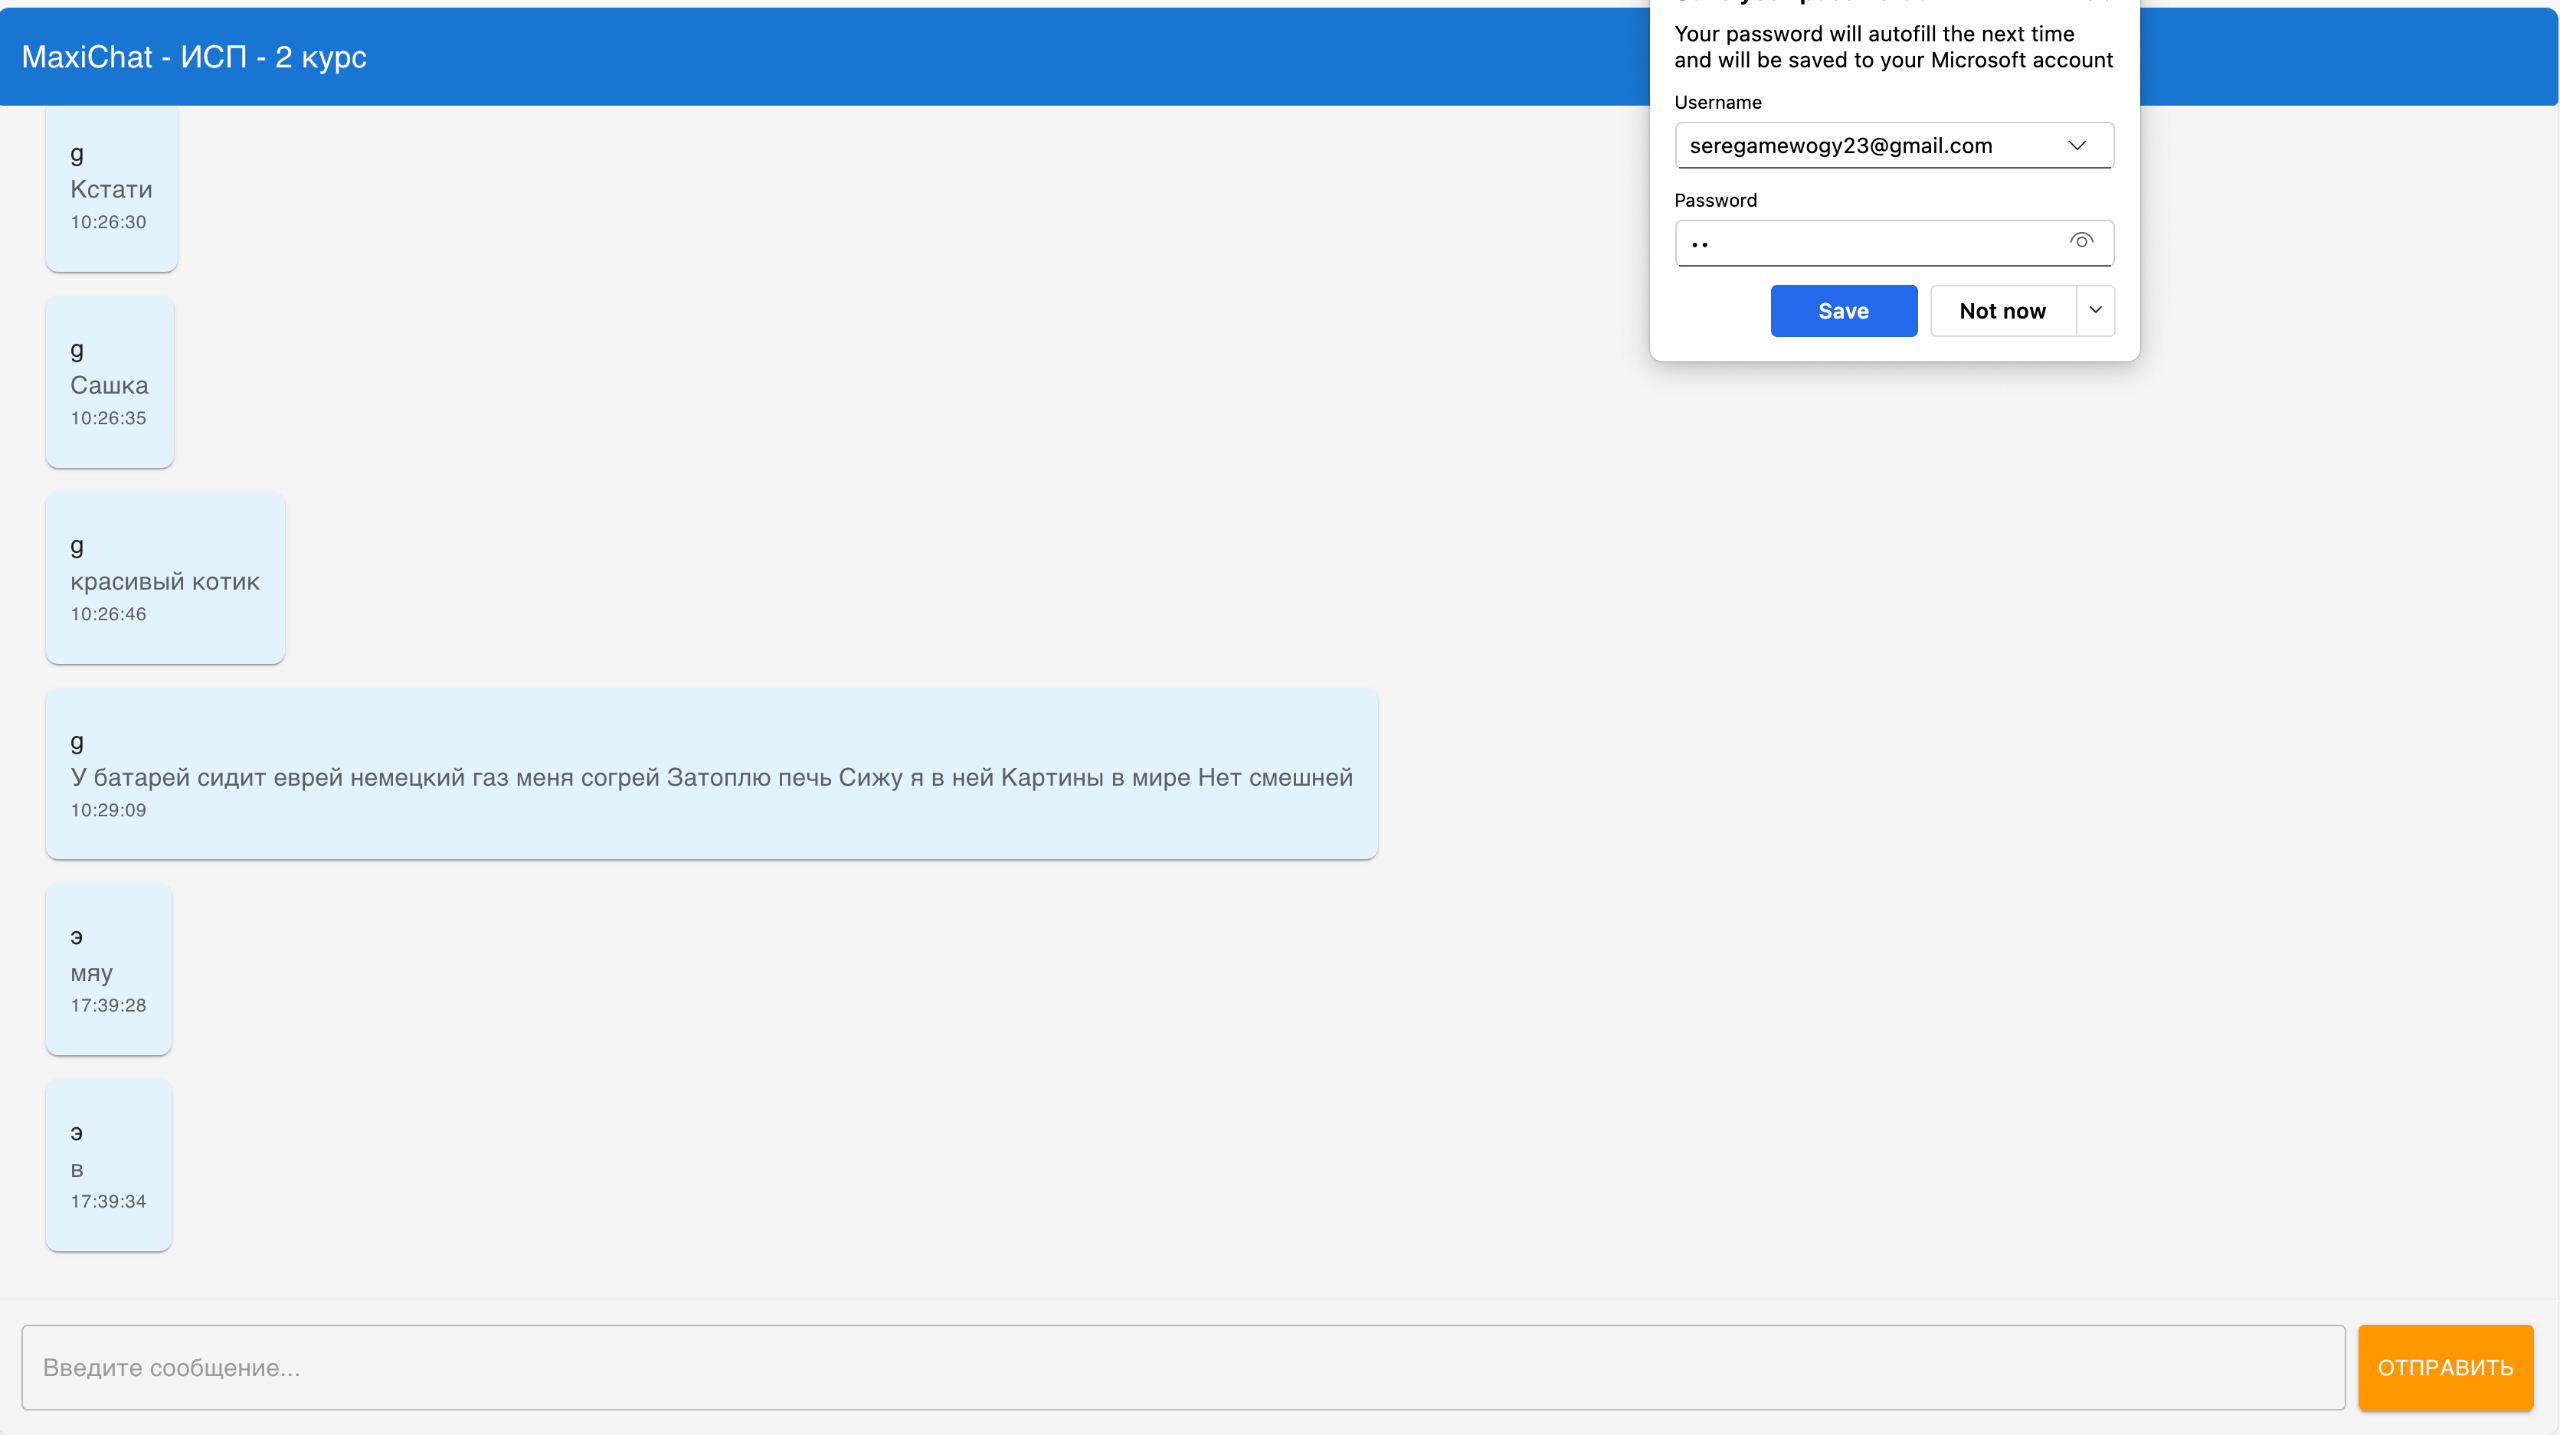 MaxiChat - ИСП - 2 курс
Your password will autofill the next time
and will be saved to your Microsoft account
Username
seregamewogy23@gmail.com
Password
••
Save
Not now
g
Кстати
10:26:30
g
Сашка
10:26:35
g
красивый котик
10:26:46
g
У батарей сидит еврей немецкий газ меня согрей Затоплю печь Сижу я в ней Картины в мире Нет смешней
10:29:09
э
мяу
17:39:28
э
в
17:39:34
Введите сообщение...
ОТПРАВИТЬ